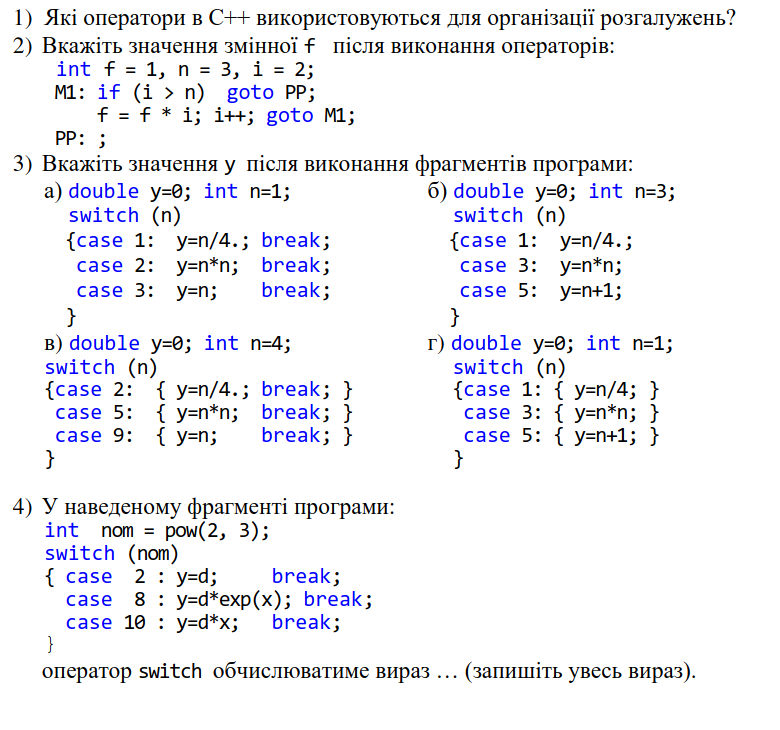 1) Які оператори в C++ використовуються для організації розгалужень?
2) Вкажіть значення змінної f після виконання операторів:
int f = 1, n = 3, i = 2;
M1: if (i > n) goto PP;
f = f * i; i++; goto M1;
PP: ;
3) Вкажіть значення y після виконання фрагментів програми:
а) double y=0; int n=1;
switch (n)
{case 1: y=n/4.; break;
case 2: y=n*n; break;
case 3: y=n; break;
}
б) double y=0; int n=3;
switch (n)
{case 1: y=n/4.;
case 3: y=n*n;
case 5: y=n+1;
}
в) double y=0; int n=4;
switch (n)
{case 2: { y=n/4.; break; }
case 5: { y=n*n; break; }
case 9: { y=n; break; }
}
г) double y=0; int n=1;
switch (n)
{case 1: { y=n/4; }
case 3: { y=n*n; }
case 5: { y=n+1; }
}
4) У наведеному фрагменті програми:
int nom = pow(2, 3);
switch (nom)
{ case 2 : y=d; break;
case 8 : y=d*exp(x); break;
case 10 : y=d*x; break;
}
оператор switch обчислюватиме вираз … (запишіть увесь вираз).